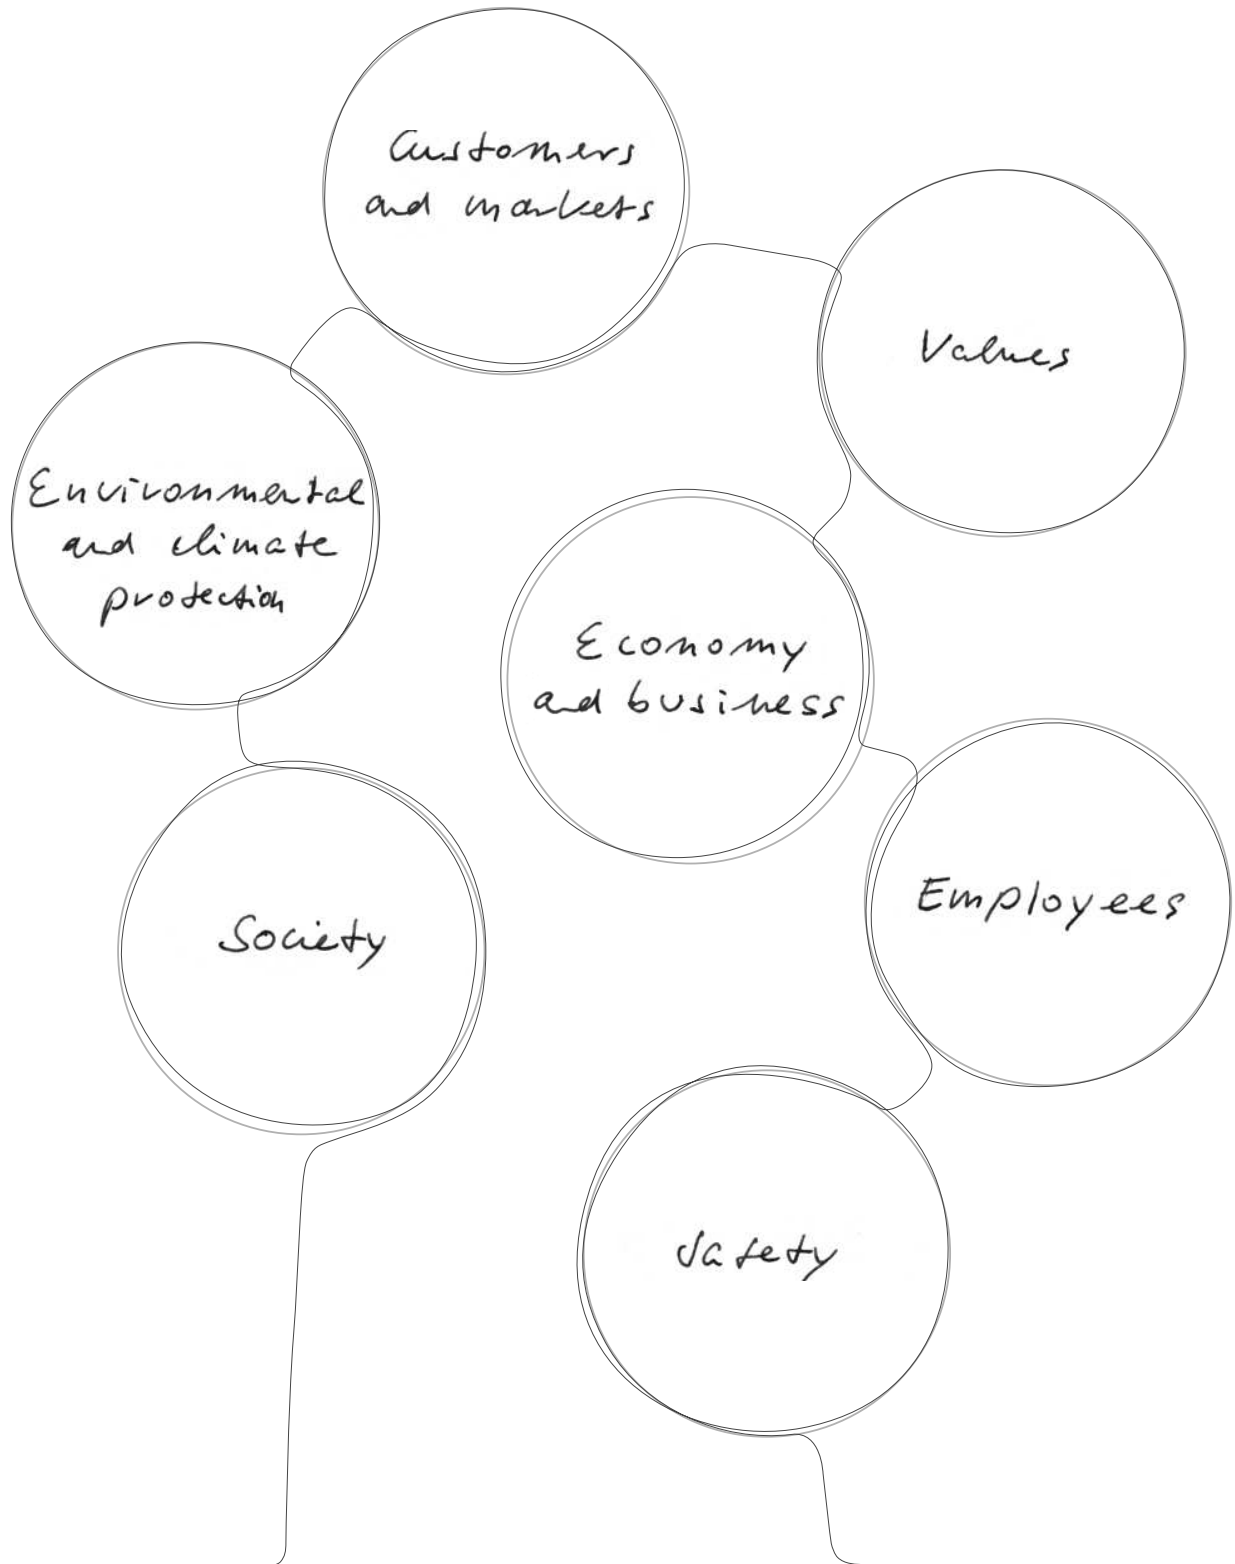 Customers
and markets
Values
Environmental
and climate
protection
Economy
and business
Employees
Society
Safety